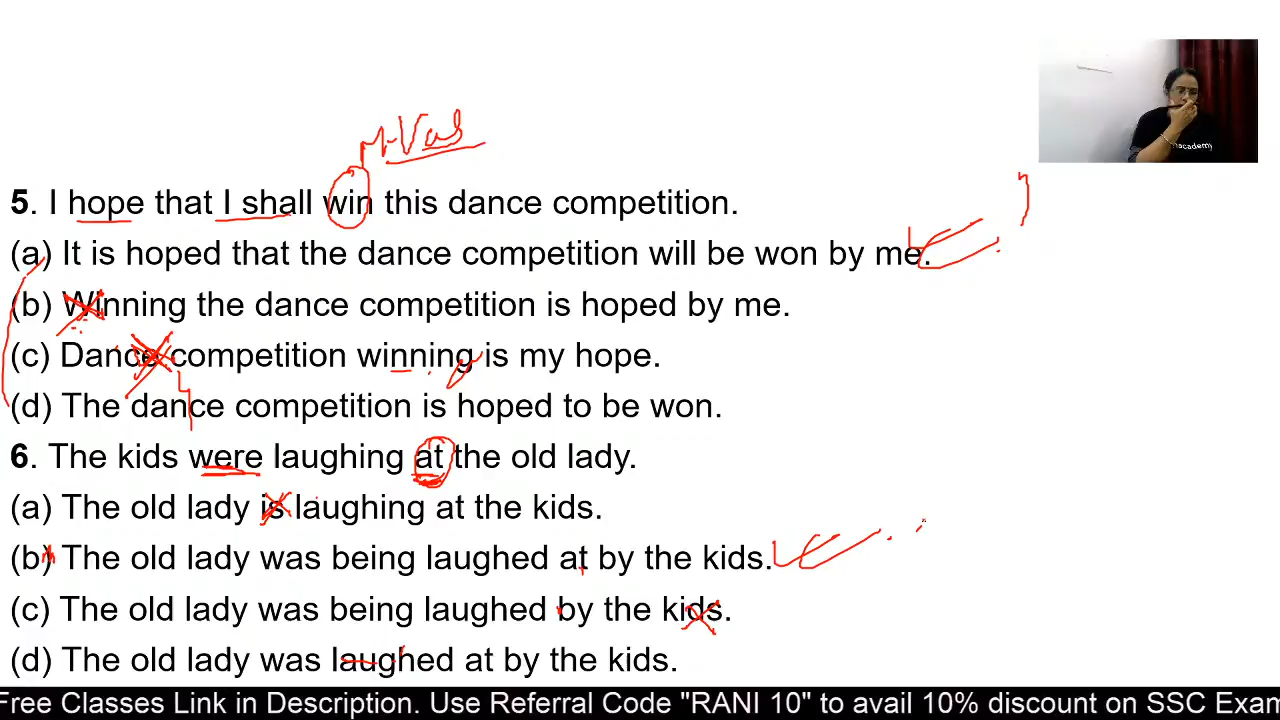 M.Verb
5. I hope that I shall win this dance competition.
(a) It is hoped that the dance competition will be won by me.
(b) Winning the dance competition is hoped by me.
(c) Dance competition winning is my hope.
(d) The dance competition is hoped to be won.
6. The kids were laughing at the old lady.
(a) The old lady is laughing at the kids.
(b) The old lady was being laughed at by the kids.
(c) The old lady was being laughed by the kids.
(d) The old lady was laughed at by the kids.
Free Classes Link in Description. Use Referral Code "RANI 10" to avail 10% discount on SSC Exam